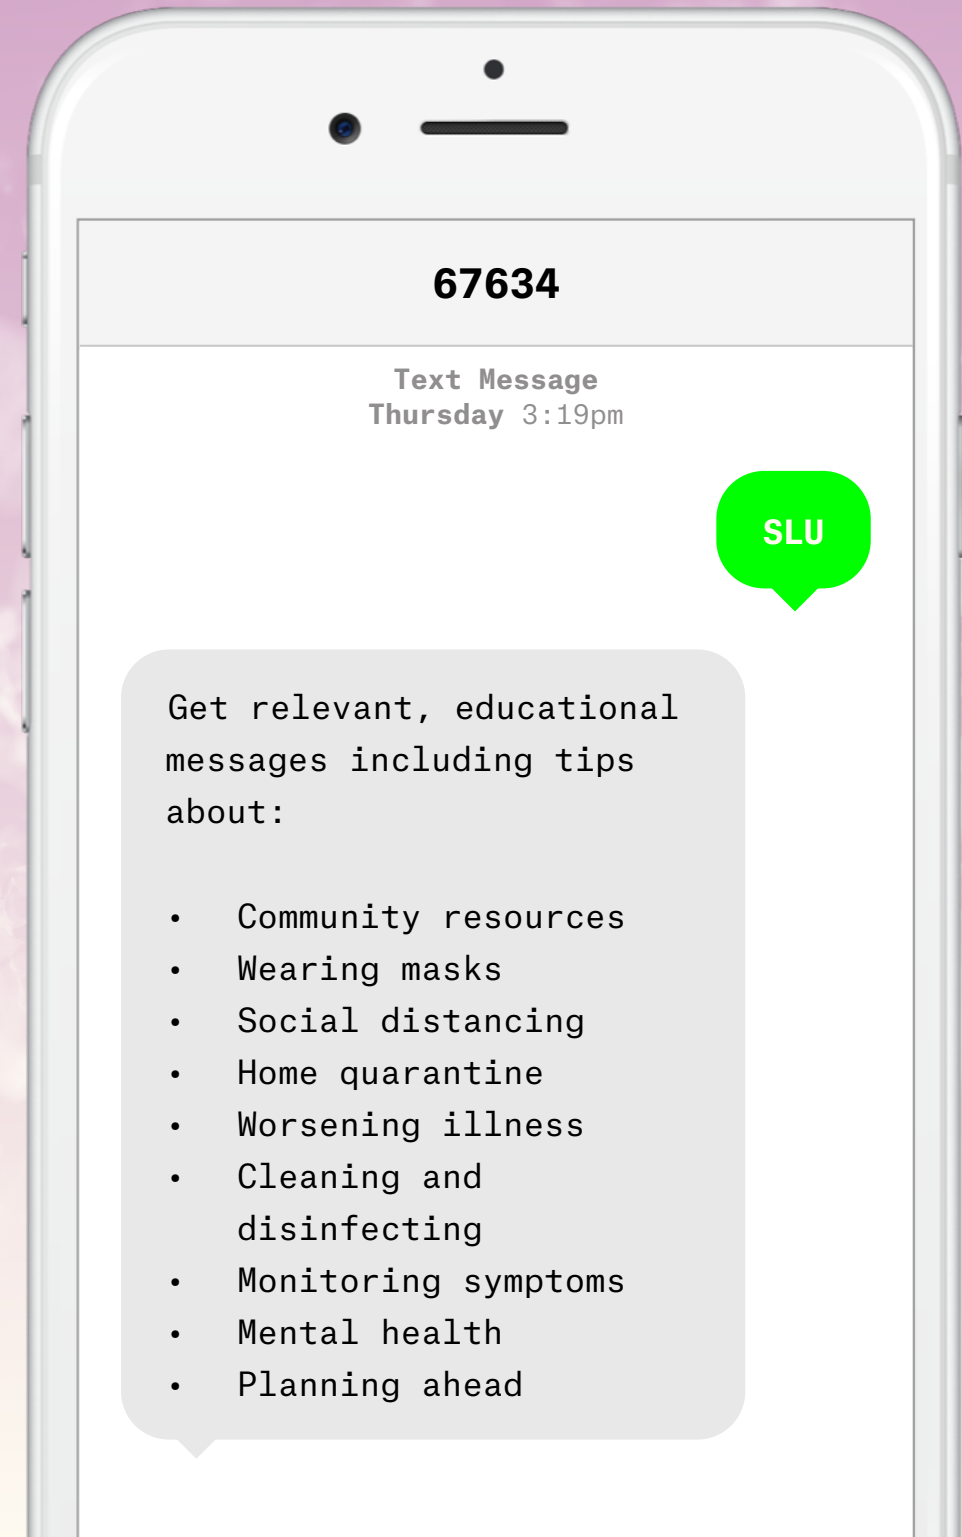 67634
Text Message
Thursday 3:19pm
SLU
Get relevant, educational
messages including tips
about:
• Community resources
• Wearing masks
• Social distancing
• Home quarantine
• Worsening illness
• Cleaning and
disinfecting
• Monitoring symptoms
• Mental health
• Planning ahead